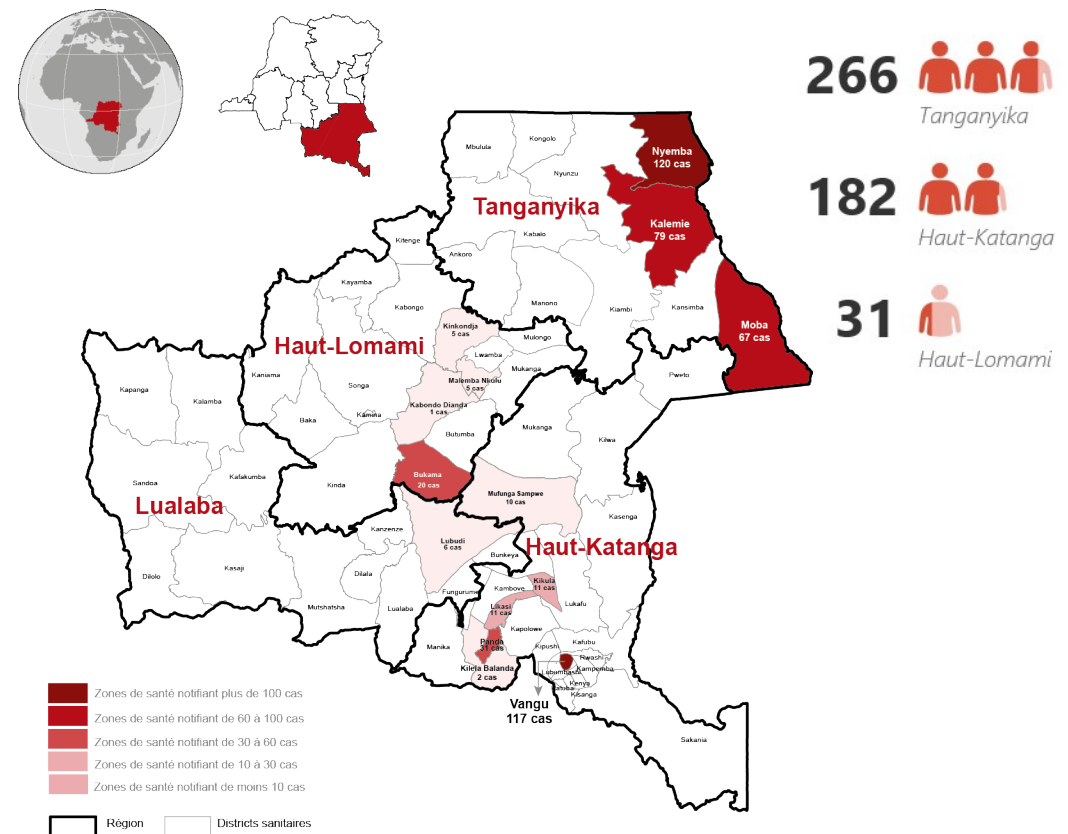 266
Tanganyika
182
Haut-Katanga
31
Haut-Lomami
Tanganyika
Mbulula
Kongolo
Nyunzu
Nyemba
120 cas
Kalemie
79 cas
Kabalo
Ankoro
Manono
Kiambi
Kansimba
Moba
67 cas
Haut-Lomami
Kitenge
Kayamba
Kabongo
Kinkondja
5 cas
Mulongo
Lwamba
Mukanga
Malemba Nkulu
5 cas
Kaniama
Songa
Kabondo Dianda
1 cas
Baka
Kamina
Butumba
Kinda
Bukama
20 cas
Lualaba
Kapanga
Kalamba
Sandoa
Kafakumba
Dilolo
Kasaji
Mutshatsha
Kanzenze
Dilala
Lualaba
Lubudi
6 cas
Bunkeya
Fungurume
Manika
Haut-Katanga
Pweto
Mukanga
Kilwa
Mufunga Sampwe
10 cas
Kasenga
Kikula
11 cas
Kambove
Likasi
11 cas
Lukafu
Kapolowe
Panda
31 cas
Kilela Balanda
2 cas
Kipushi
Kafubu
Rwashi
Kampemba
Kenya
Kisanga
Vangu
117 cas
Sakania
Zones de santé notifiant plus de 100 cas
Zones de santé notifiant de 60 à 100 cas
Zones de santé notifiant de 30 à 60 cas
Zones de santé notifiant de 10 à 30 cas
Zones de santé notifiant de moins 10 cas
Région
Districts sanitaires